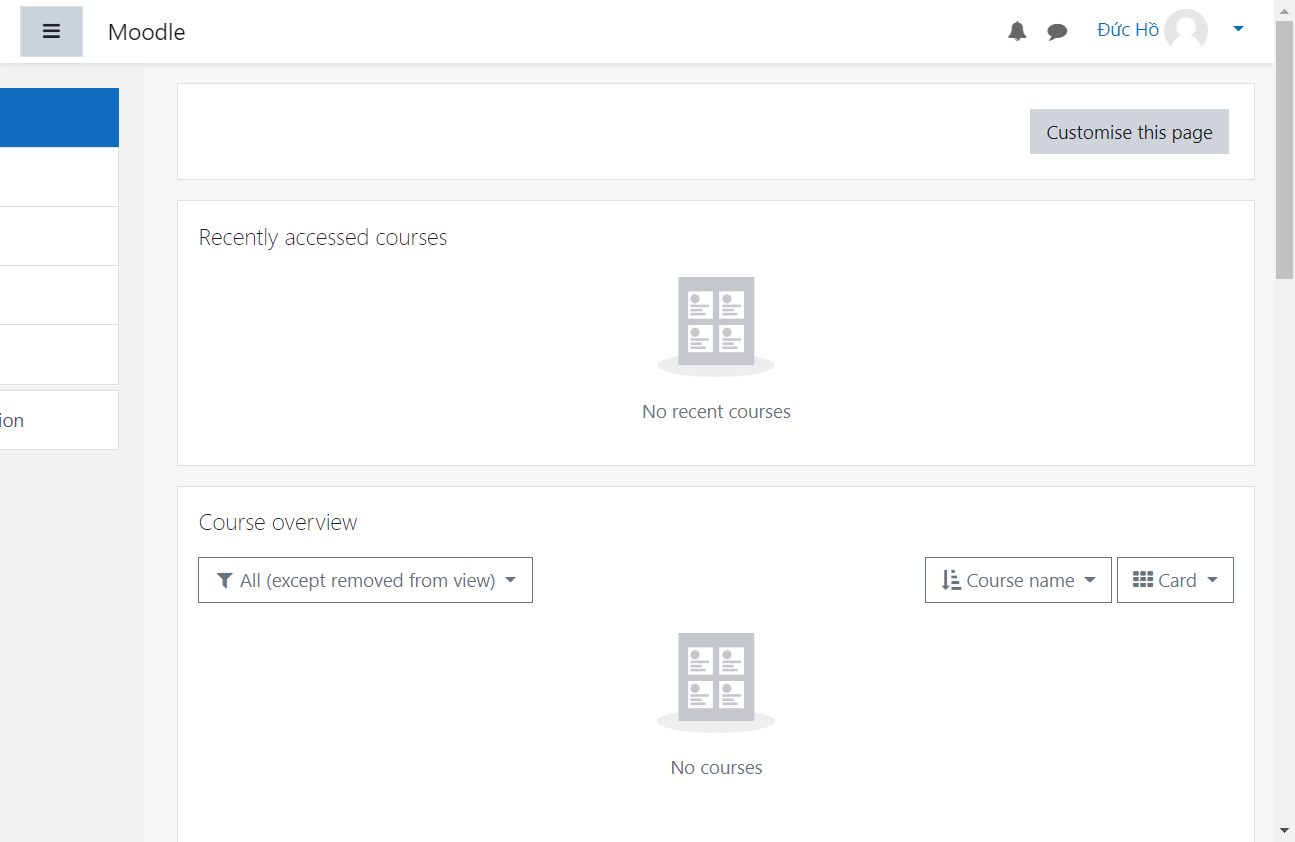 Moodle
Đức Hồ
Customise this page
Recently accessed courses
No recent courses
ion
Course overview
All (except removed from view)
Course name
Card
No courses